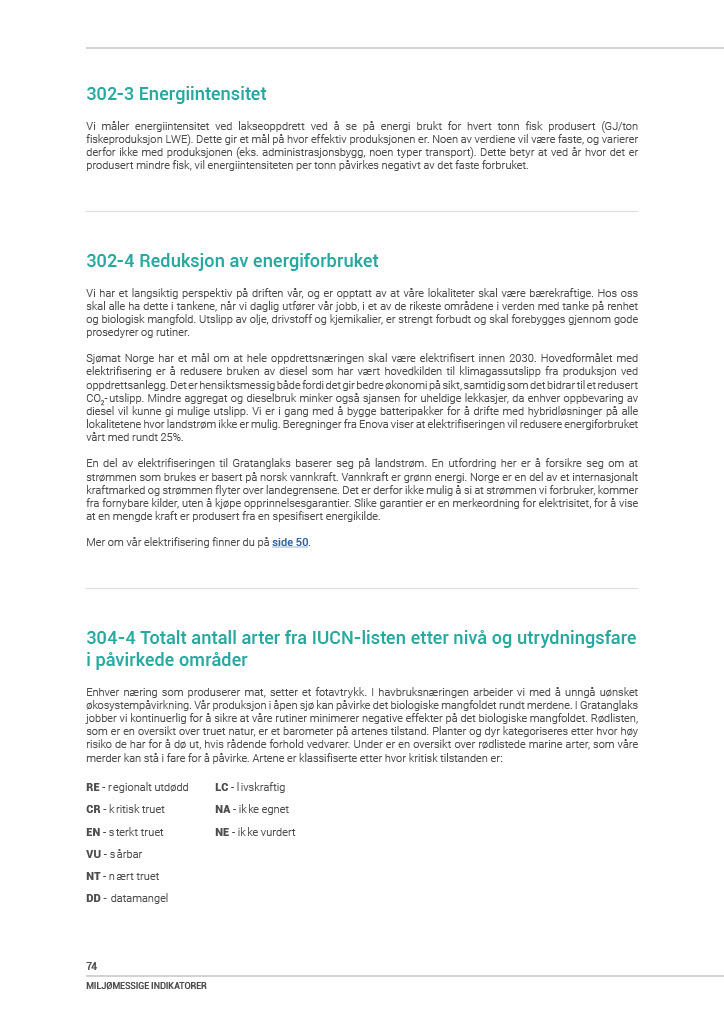 302-3 Energiintensitet
Vi måler energiintensitet ved lakseoppdrett ved å se på energi brukt for hvert tonn fisk produsert (GJ/ton
fiskeproduksjon LWE). Dette gir et mål på hvor effektiv produksjonen er. Noen av verdiene vil være faste, og varierer
derfor ikke med produksjonen (eks. administrasjonsbygg, noen typer transport). Dette betyr at ved år hvor det er
produsert mindre fisk, vil energiintensiteten per tonn påvirkes negativt av det faste forbruket.
302-4 Reduksjon av energiforbruket
Vi har et langsiktig perspektiv på driften vår, og er opptatt av at våre lokaliteter skal være bærekraftige. Hos oss
skal alle ha dette i tankene, når vi daglig utfører vår jobb, i et av de rikeste områdene i verden med tanke på renhet
og biologisk mangfold. Utslipp av olje, drivstoff og kjemikalier, er strengt forbudt og skal forebygges gjennom gode
prosedyrer og rutiner.
Sjømat Norge har et mål om at hele oppdrettsnæringen skal være elektrifisert innen 2030. Hovedformålet med
elektrifisering er å redusere bruken av diesel som har vært hovedkilden til klimagassutslipp fra produksjon ved
oppdrettsanlegg. Det er hensiktsmessig både fordi det gir bedre økonomi på sikt, samtidig som det bidrar til et redusert
CO2-utslipp. Mindre aggregat og dieselbruk minker også sjansen for uheldige lekkasjer, da enhver oppbevaring av
diesel vil kunne gi mulige utslipp. Vi er i gang med å bygge batteripakker for å drifte med hybridløsninger på alle
lokalitetene hvor landstrøm ikke er mulig. Beregninger fra Enova viser at elektrifiseringen vil redusere energiforbruket
vårt med rundt 25%.
En del av elektrifiseringen til Gratanglaks baserer seg på landstrøm. En utfordring her er å forsikre seg om at
strømmen som brukes er basert på norsk vannkraft. Vannkraft er grønn energi. Norge er en del av et internasjonalt
kraftmarked og strømmen flyter over landegrensene. Det er derfor ikke mulig å si at strømmen vi forbruker, kommer
fra fornybare kilder, uten å kjøpe opprinnelsesgarantier. Slike garantier er en merkeordning for elektrisitet, for å vise
at en mengde kraft er produsert fra en spesifisert energikilde.
Mer om vår elektrifisering finner du på side 50.
304-4 Totalt antall arter fra IUCN-listen etter nivå og utrydningsfare
i påvirkede områder
Enhver næring som produserer mat, setter et fotavtrykk. I havbruksnæringen arbeider vi med å unngå uønsket
økosystempåvirkning. Vår produksjon i åpen sjø kan påvirke det biologiske mangfoldet rundt merdene. I Gratanglaks
jobber vi kontinuerlig for å sikre at våre rutiner minimerer negative effekter på det biologiske mangfoldet. Rødlisten,
som er en oversikt over truet natur, er et barometer på artenes tilstand. Planter og dyr kategoriseres etter hvor høy
risiko de har for å dø ut, hvis rådende forhold vedvarer. Under er en oversikt over rødlistede marine arter, som våre
merder kan stå i fare for å påvirke. Artene er klassifiserte etter hvor kritisk tilstanden er:
RE - regionalt utdødd
CR - kritisk truet
EN - sterkt truet
VU - sårbar
NT - nært truet
DD - datamangel
LC - livskraftig
NA - ikke egnet
NE - ikke vurdert
74
MILJØMESSIGE INDIKATORER